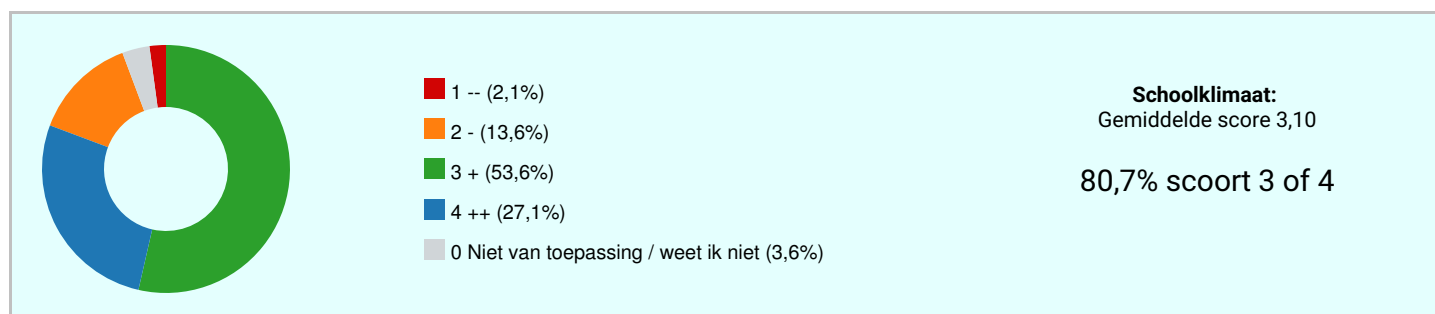 1 -- (2,1%)
2 - (13,6%)
3 + (53,6%)
4 ++ (27,1%)
0 Niet van toepassing / weet ik niet (3,6%)
Schoolklimaat:
Gemiddelde score 3,10
80,7% scoort 3 of 4